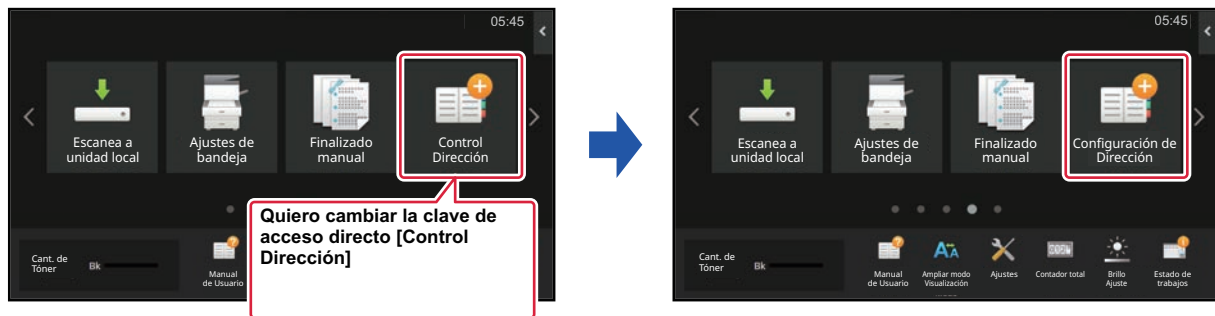 05:45
Escanea a
unidad local
Ajustes de
bandeja
Finalizado
manual
Control
Dirección
Quiero cambiar la clave de
acceso directo [Control
Dirección]
Cant. de
Tóner
Bk
Manual
de Usuario
05:45
Escanea a
unidad local
Ajustes de
bandeja
Finalizado
manual
Configuración de
Dirección
Cant. de
Tóner
Bk
Manual
de Usuario
Ampliar modo
Visualización
Ajustes
Contador total
Brillo
Ajuste
Estado de
trabajos